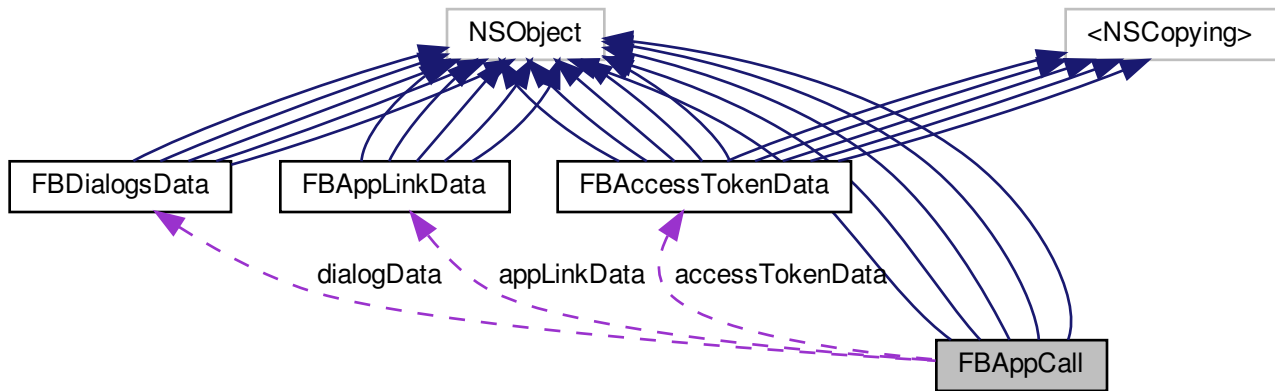 NSObject
<NSCopying>
FBDialogsData
FBAppLinkData
FBAccessTokenData
dialogData
appLinkData
accessTokenData
FBAppCall